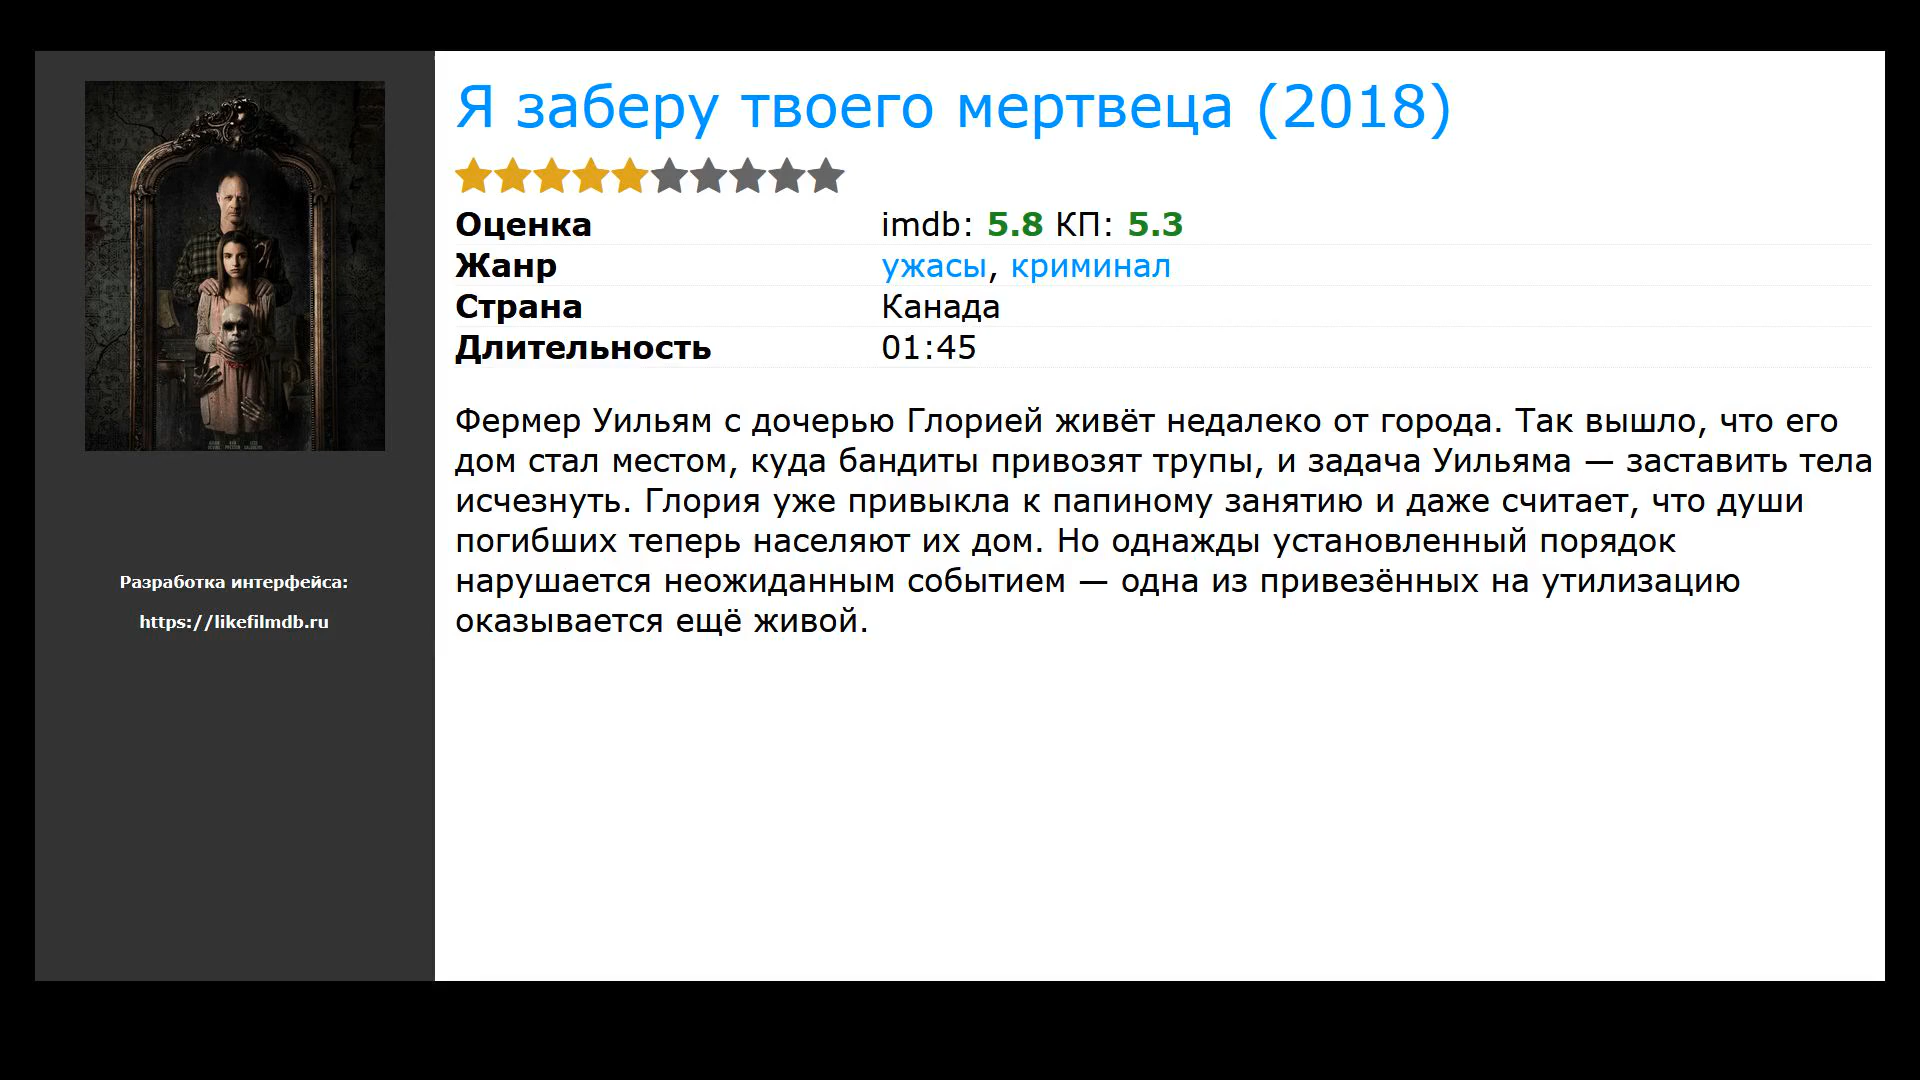 Я заберу твоего мертвеца (2018)
Оценка imdb: 5.8 КП: 5.3
Жанр ужасы, криминал
Страна Канада
Длительность 01:45
Фермер Уильям с дочерью Глорией живёт недалеко от города. Так вышло, что его
дом стал местом, куда бандиты привозят трупы, и задача Уильяма — заставить тела
исчезнуть. Глория уже привыкла к папиному занятию и даже считает, что души
погибших теперь населяют их дом. Но однажды установленный порядок
нарушается неожиданным событием — одна из привезённых на утилизацию
оказывается ещё живой.
Разработка интерфейса:
https://likefilmdb.ru